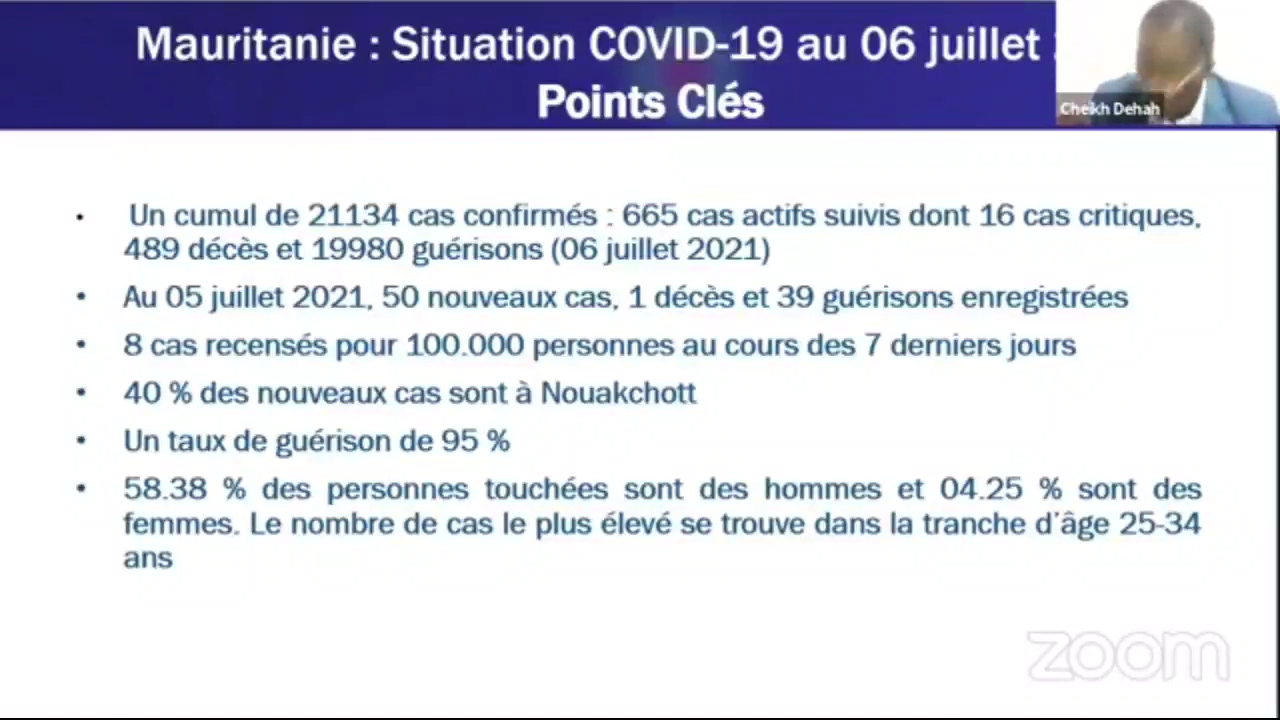 Mauritanie : Situation COVID-19 au 06 juillet
Points Clés
Cheikh Dehah
• Un cumul de 21134 cas confirmés : 665 cas actifs suivis dont 16 cas critiques,
489 décès et 19980 guérisons (06 juillet 2021)
• Au 05 juillet 2021, 50 nouveaux cas, 1 décès et 39 guérisons enregistrées
• 8 cas recensés pour 100.000 personnes au cours des 7 derniers jours
• 40 % des nouveaux cas sont à Nouakchott
• Un taux de guérison de 95 %
• 58.38 % des personnes touchées sont des hommes et 04.25 % sont des
femmes. Le nombre de cas le plus élevé se trouve dans la tranche d'âge 25-34
ans
zoom